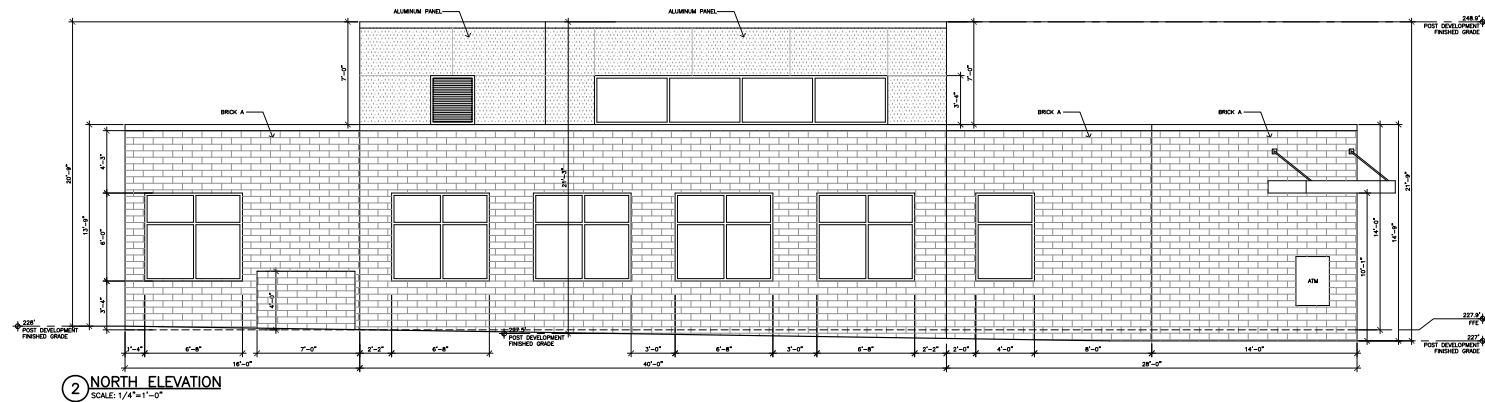 ALUMINUM PANEL
ALUMINUM PANEL
248.9'
POST DEVELOPMENT
FINISHED GRADE
7'-0"
7'-0"
3'-4"
BRICK A
BRICK A
BRICK A
20'-9"
13'-9"
4'-3"
6'-0"
3'-4"
21'-3"
21'-9"
14'-0"
14'-9"
10'-1"
4'-0"
ATM
228'
POST DEVELOPMENT
FINISHED GRADE
227.5'
POST DEVELOPMENT
FINISHED GRADE
227.9'
FFE
227'
POST DEVELOPMENT
FINISHED GRADE
1'-4"
6'-8"
7'-0"
2'-2"
6'-8"
3'-0"
6'-8"
3'-0"
6'-8"
2'-2"
2'-0"
4'-0"
8'-0"
14'-0"
16'-0"
40'-0"
28'-0"
2 NORTH ELEVATION
SCALE: 1/4"=1'-0"